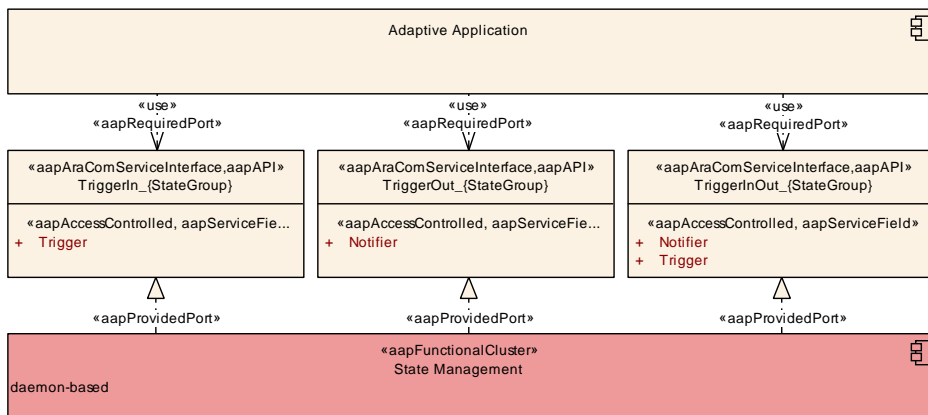 Adaptive Application
«use»
«aapRequiredPort»
«use»
«aapRequiredPort»
«use»
«aapRequiredPort»
«aapAraComServiceInterface,aapAPI»
TriggerIn_{StateGroup}
«aapAccessControlled, aapServiceFie...
+ Trigger
«aapAraComServiceInterface,aapAPI»
TriggerOut_{StateGroup}
«aapAccessControlled, aapServiceFie...
+ Notifier
«aapAraComServiceInterface,aapAPI»
TriggerInOut_{StateGroup}
«aapAccessControlled, aapServiceField»
+ Notifier
+ Trigger
«aapProvidedPort»
«aapProvidedPort»
«aapProvidedPort»
«aapFunctionalCluster»
State Management
daemon-based